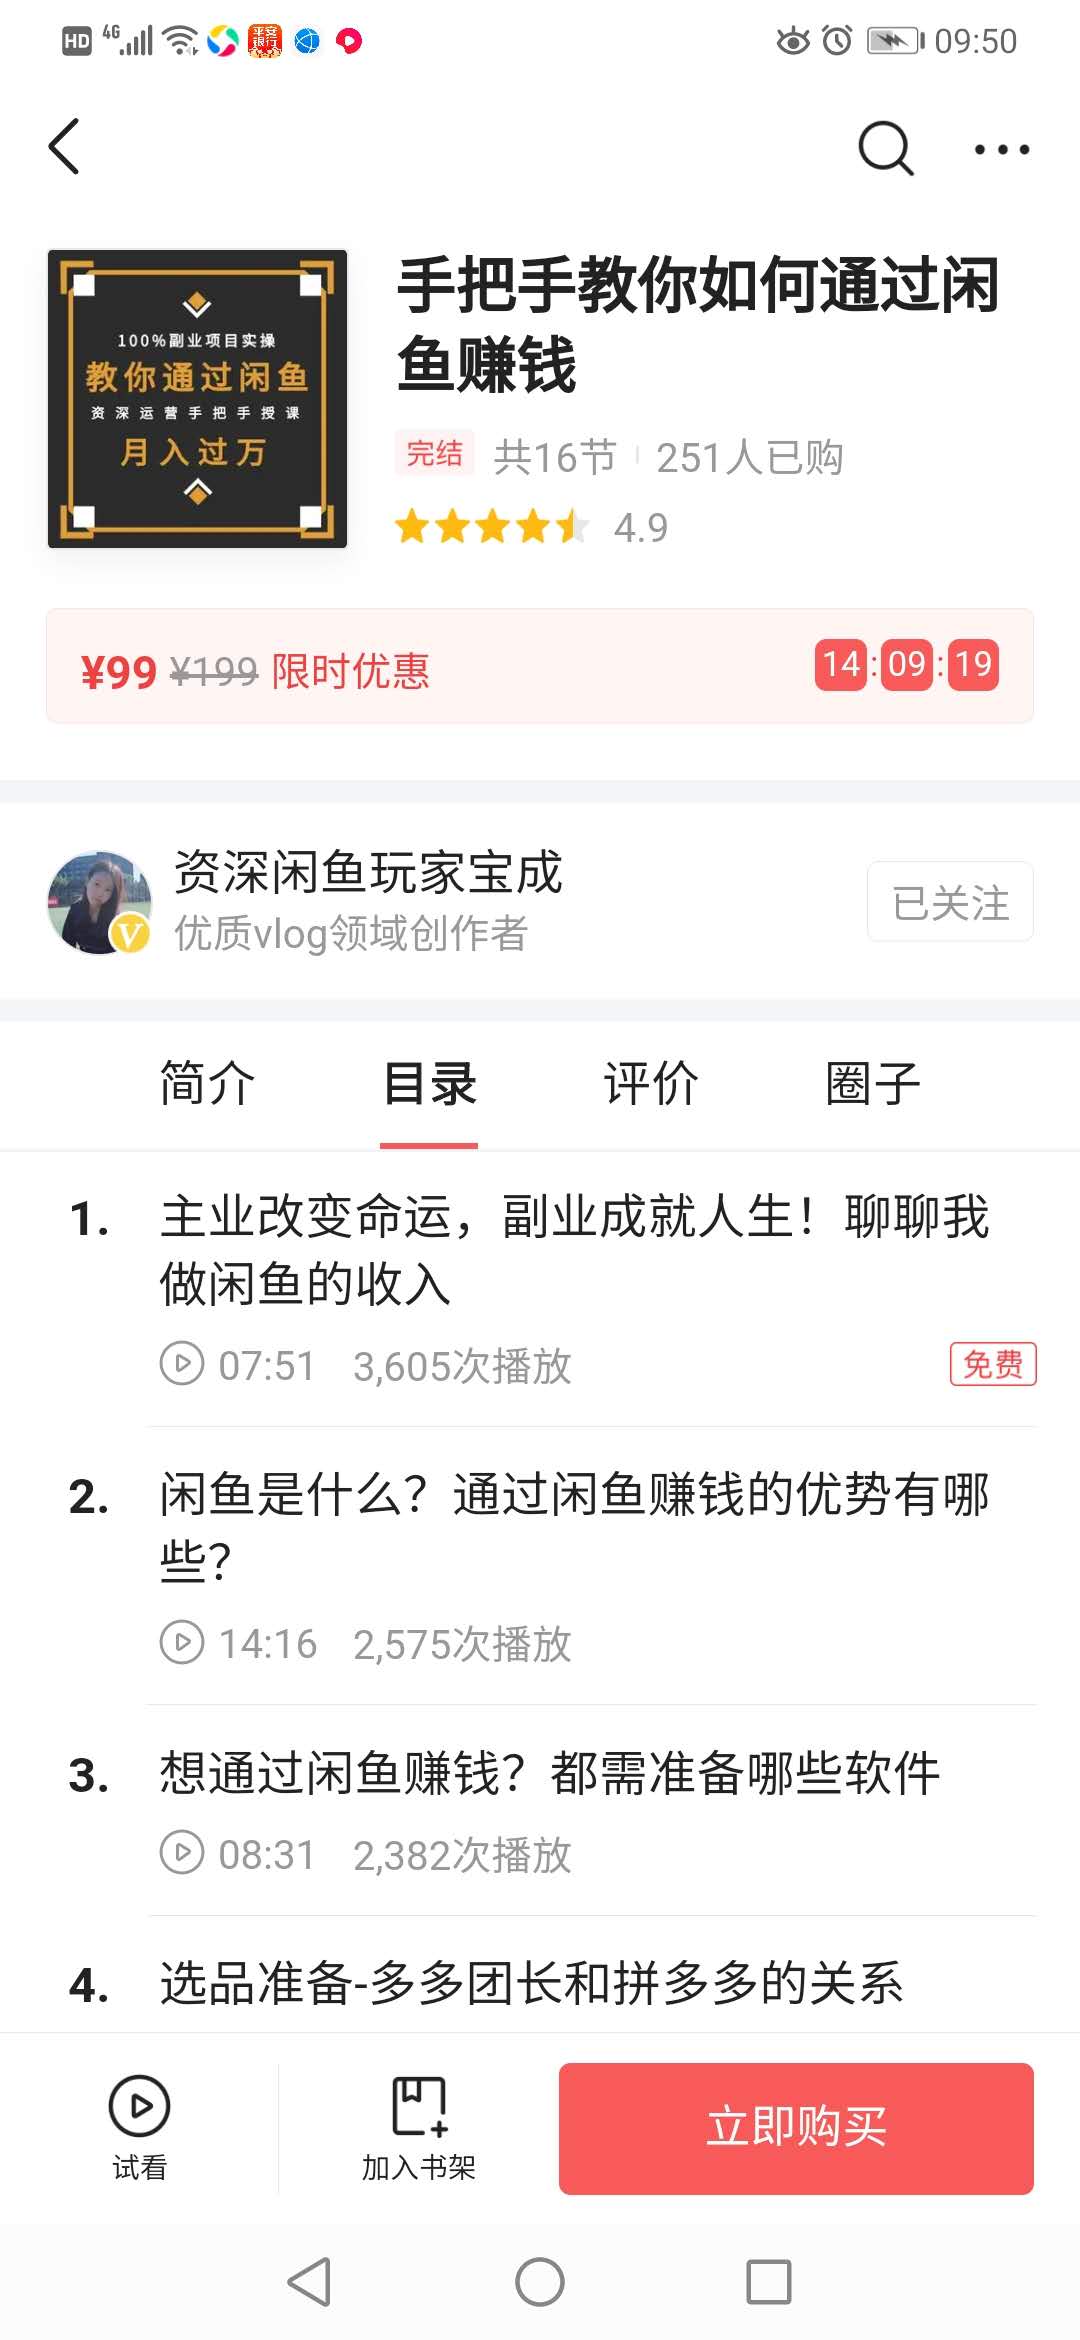 HD 4G 平安银行 09:50
100%副业项目实操
教你通过闲鱼
资深运营手把手授课
月入过万
手把手教你如何通过闲
鱼赚钱
完结 共16节 251人已购
4.9
¥99 ¥199 限时优惠 14:09:19
资深闲鱼玩家宝成
V 优质vlog领域创作者
已关注
简介 目录 评价 圈子
1. 主业改变命运，副业成就人生！聊聊我
做闲鱼的收入
07:51 3,605次播放 免费
2. 闲鱼是什么？通过闲鱼赚钱的优势有哪
些？
14:16 2,575次播放
3. 想通过闲鱼赚钱？都需准备哪些软件
08:31 2,382次播放
4. 选品准备-多多团长和拼多多的关系
试看 加入书架 立即购买